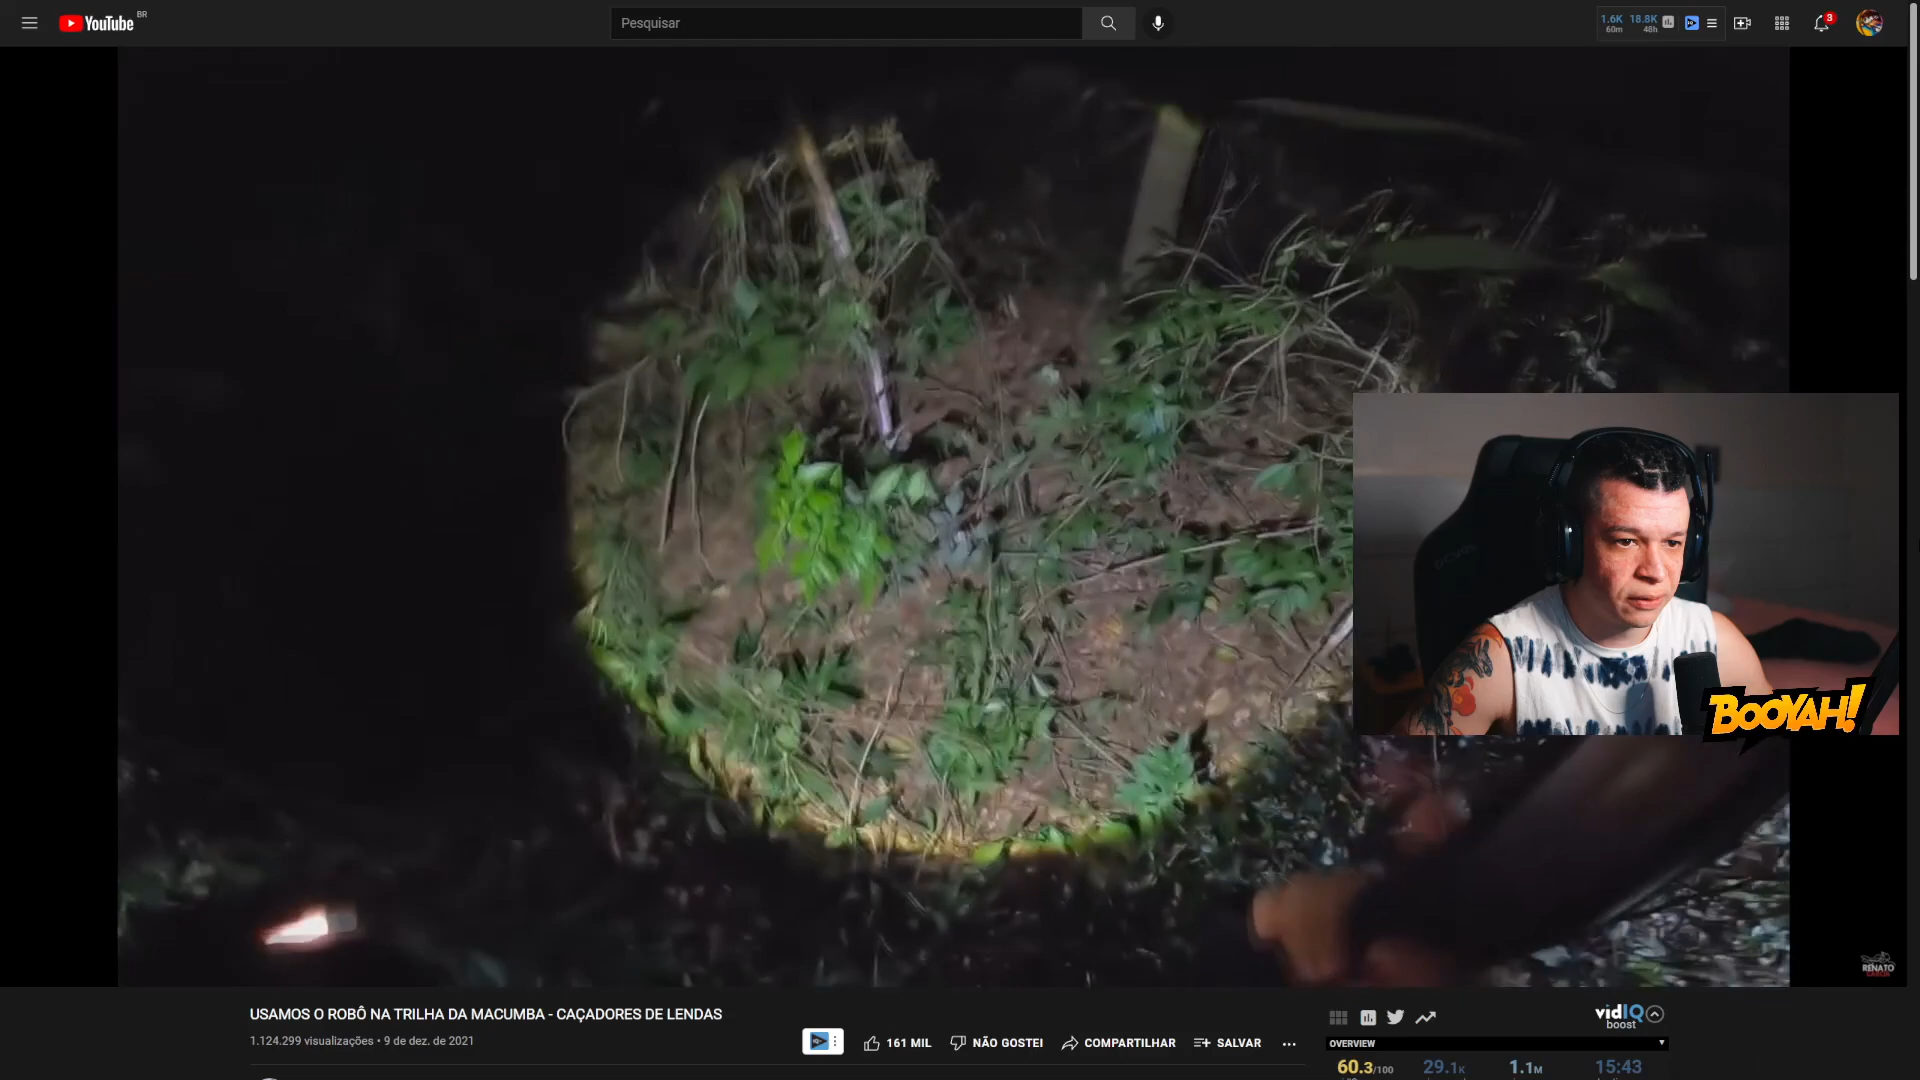 YouTube BR
Pesquisar
1.6K 18.8K
60m 48h
3
BOOYAH!
RENATO
GARCIA
USAMOS O ROBÔ NA TRILHA DA MACUMBA - CAÇADORES DE LENDAS
1.124.299 visualizações • 9 de dez. de 2021
161 MIL
NÃO GOSTEI
COMPARTILHAR
SALVAR
vidIQ
boost
OVERVIEW
60.3/100 29.1K 1.1M 15:43